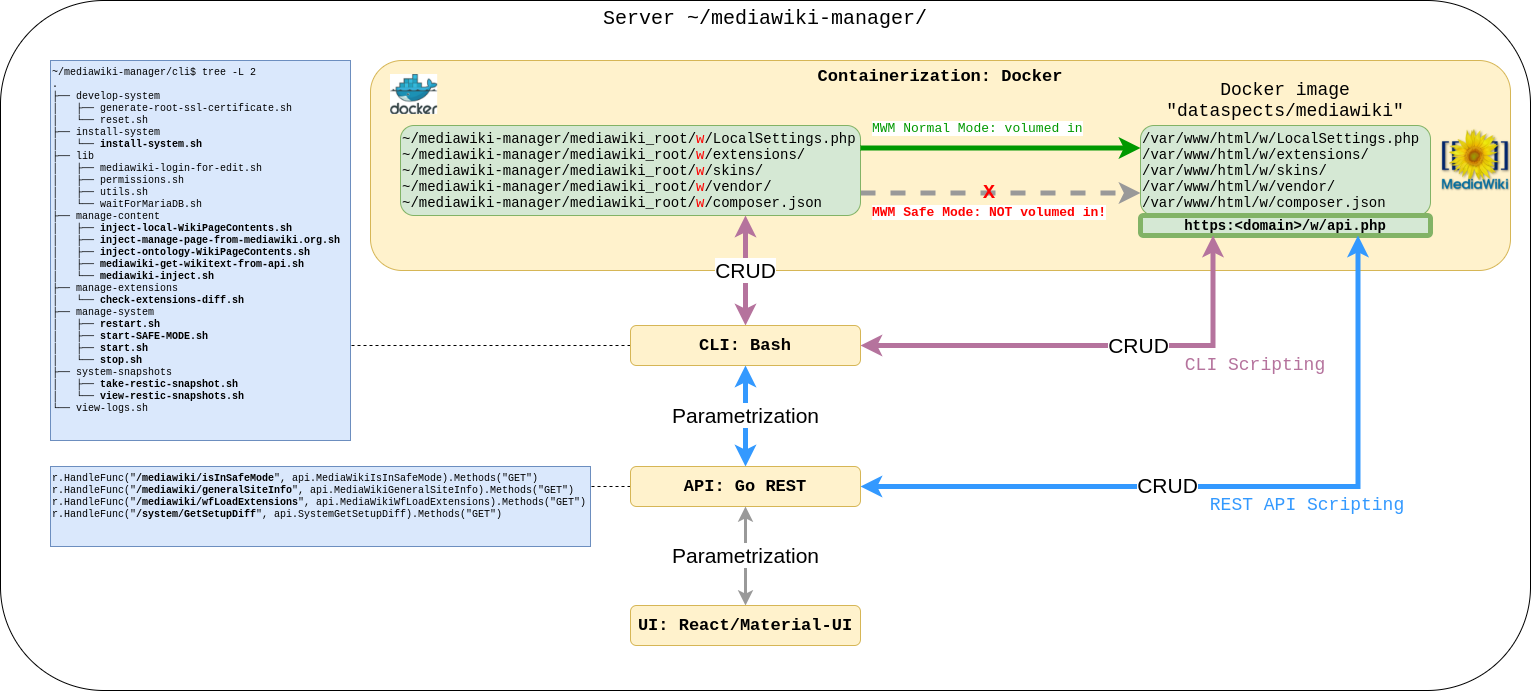 Server ~/mediawiki-manager/
~/mediawiki-manager/cli$ tree -L 2
.
├── develop-system
│   ├── generate-root-ssl-certificate.sh
│   └── reset.sh
├── install-system
│   └── install-system.sh
├── lib
│   ├── mediawiki-login-for-edit.sh
│   ├── permissions.sh
│   ├── utils.sh
│   └── waitForMariaDB.sh
├── manage-content
│   ├── inject-local-WikiPageContents.sh
│   ├── inject-manage-page-from-mediawiki.org.sh
│   ├── inject-ontology-WikiPageContents.sh
│   ├── mediawiki-get-wikitext-from-api.sh
│   └── mediawiki-inject.sh
├── manage-extensions
│   └── check-extensions-diff.sh
├── manage-system
│   ├── restart.sh
│   ├── start-SAFE-MODE.sh
│   ├── start.sh
│   └── stop.sh
├── system-snapshots
│   ├── take-restic-snapshot.sh
│   └── view-restic-snapshots.sh
└── view-logs.sh
Containerization: Docker
docker
~/mediawiki-manager/mediawiki_root/w/LocalSettings.php
~/mediawiki-manager/mediawiki_root/w/extensions/
~/mediawiki-manager/mediawiki_root/w/skins/
~/mediawiki-manager/mediawiki_root/w/vendor/
~/mediawiki-manager/mediawiki_root/w/composer.json
MWM Normal Mode: volumed in
X
MWM Safe Mode: NOT volumed in!
Docker image
"dataspects/mediawiki"
/var/www/html/w/LocalSettings.php
/var/www/html/w/extensions/
/var/www/html/w/skins/
/var/www/html/w/vendor/
/var/www/html/w/composer.json
https:<domain>/w/api.php
MediaWiki
CRUD
CLI: Bash
CRUD
CLI Scripting
Parametrization
r.HandleFunc("/mediawiki/isInSafeMode", api.MediaWikiIsInSafeMode).Methods("GET")
r.HandleFunc("/mediawiki/generalSiteInfo", api.MediaWikiGeneralSiteInfo).Methods("GET")
r.HandleFunc("/mediawiki/wfLoadExtensions", api.MediaWikiWfLoadExtensions).Methods("GET")
r.HandleFunc("/system/GetSetupDiff", api.SystemGetSetupDiff).Methods("GET")
API: Go REST
CRUD
REST API Scripting
Parametrization
UI: React/Material-UI